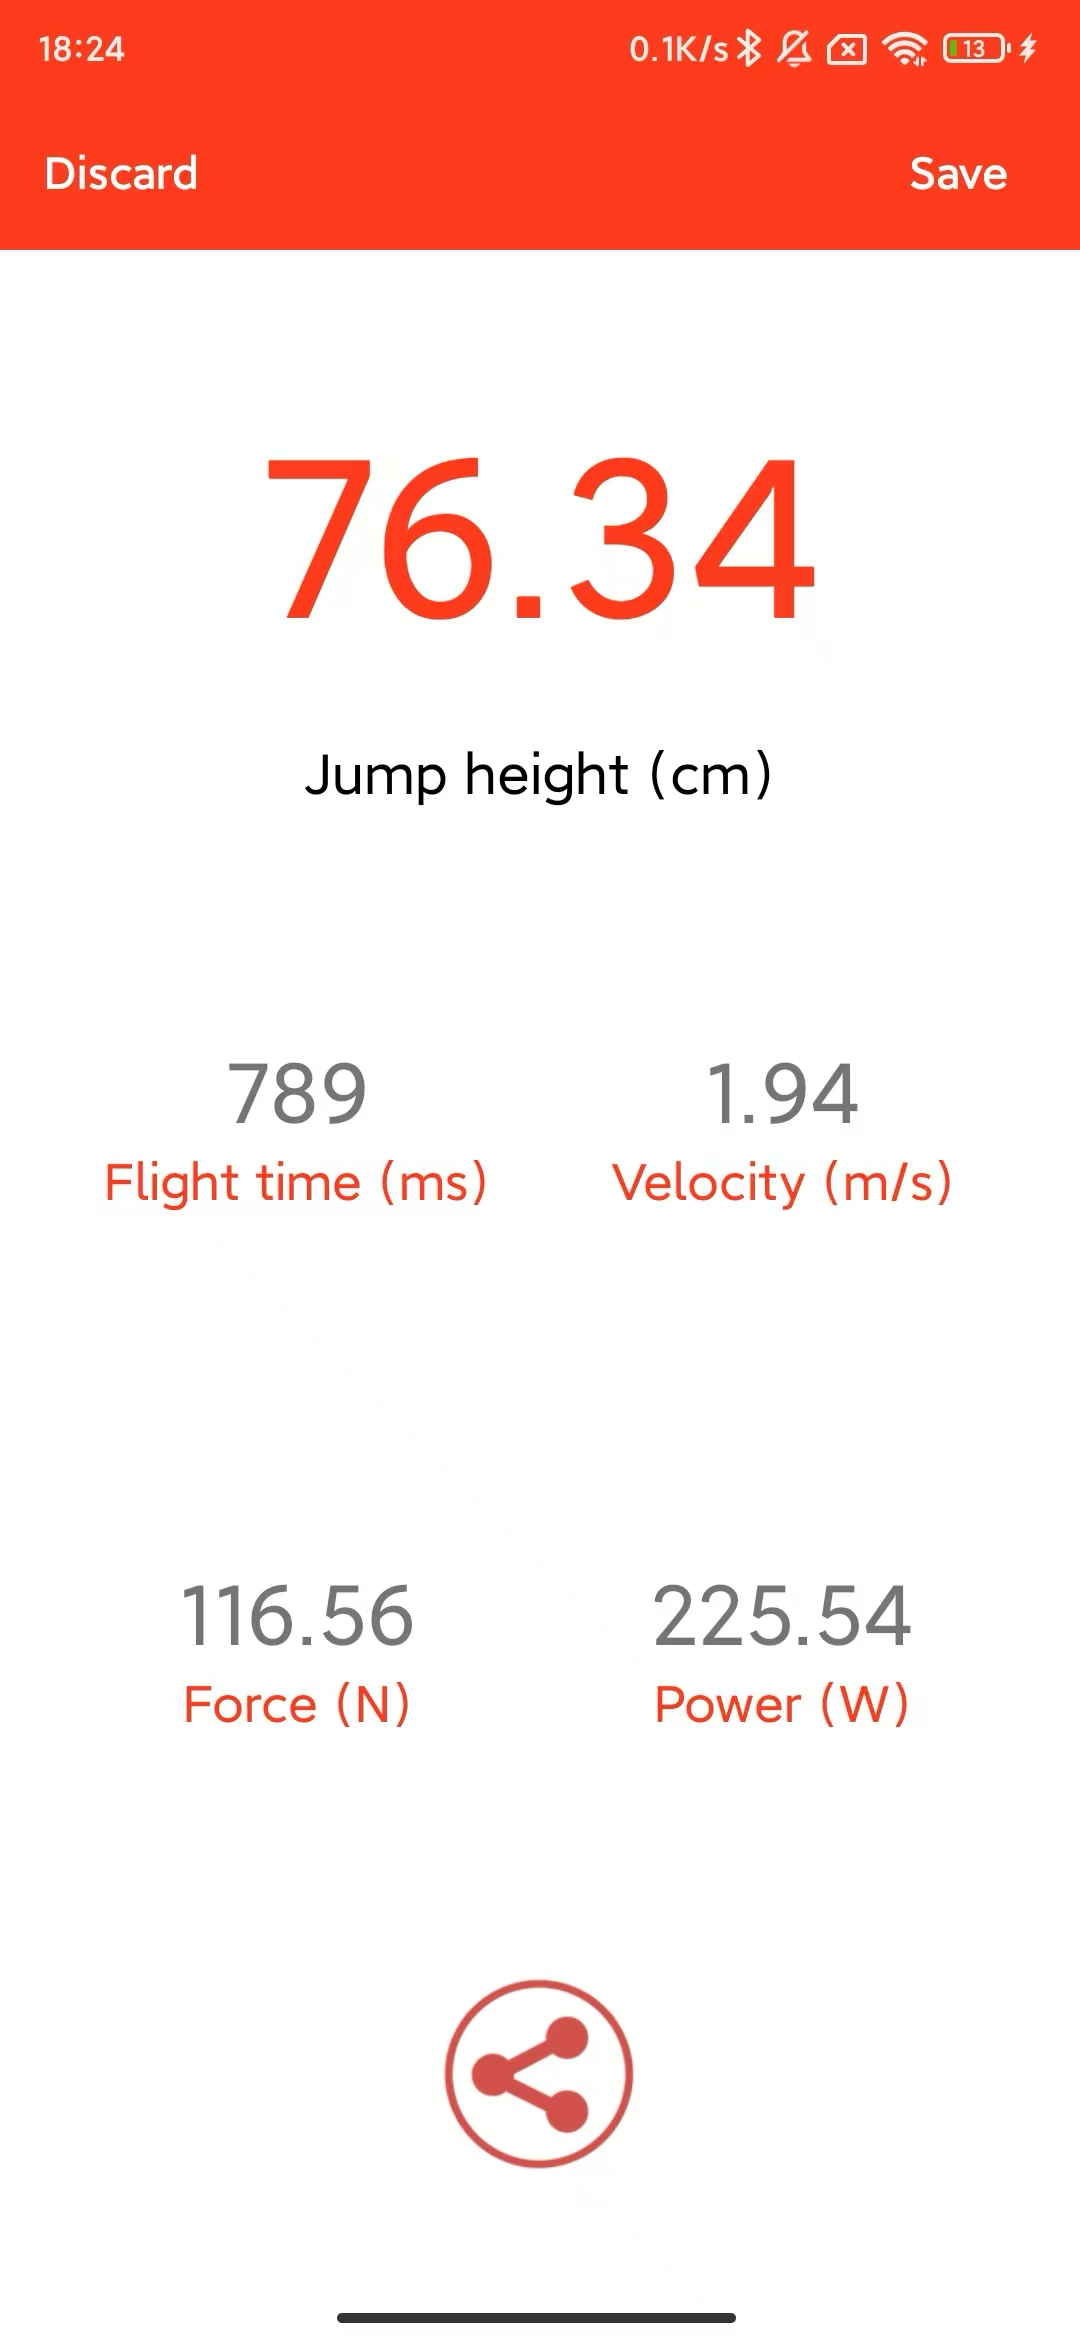 18:24 0.1K/s 13
Discard Save
76.34
Jump height (cm)
789 1.94
Flight time (ms) Velocity (m/s)
116.56 225.54
Force (N) Power (W)